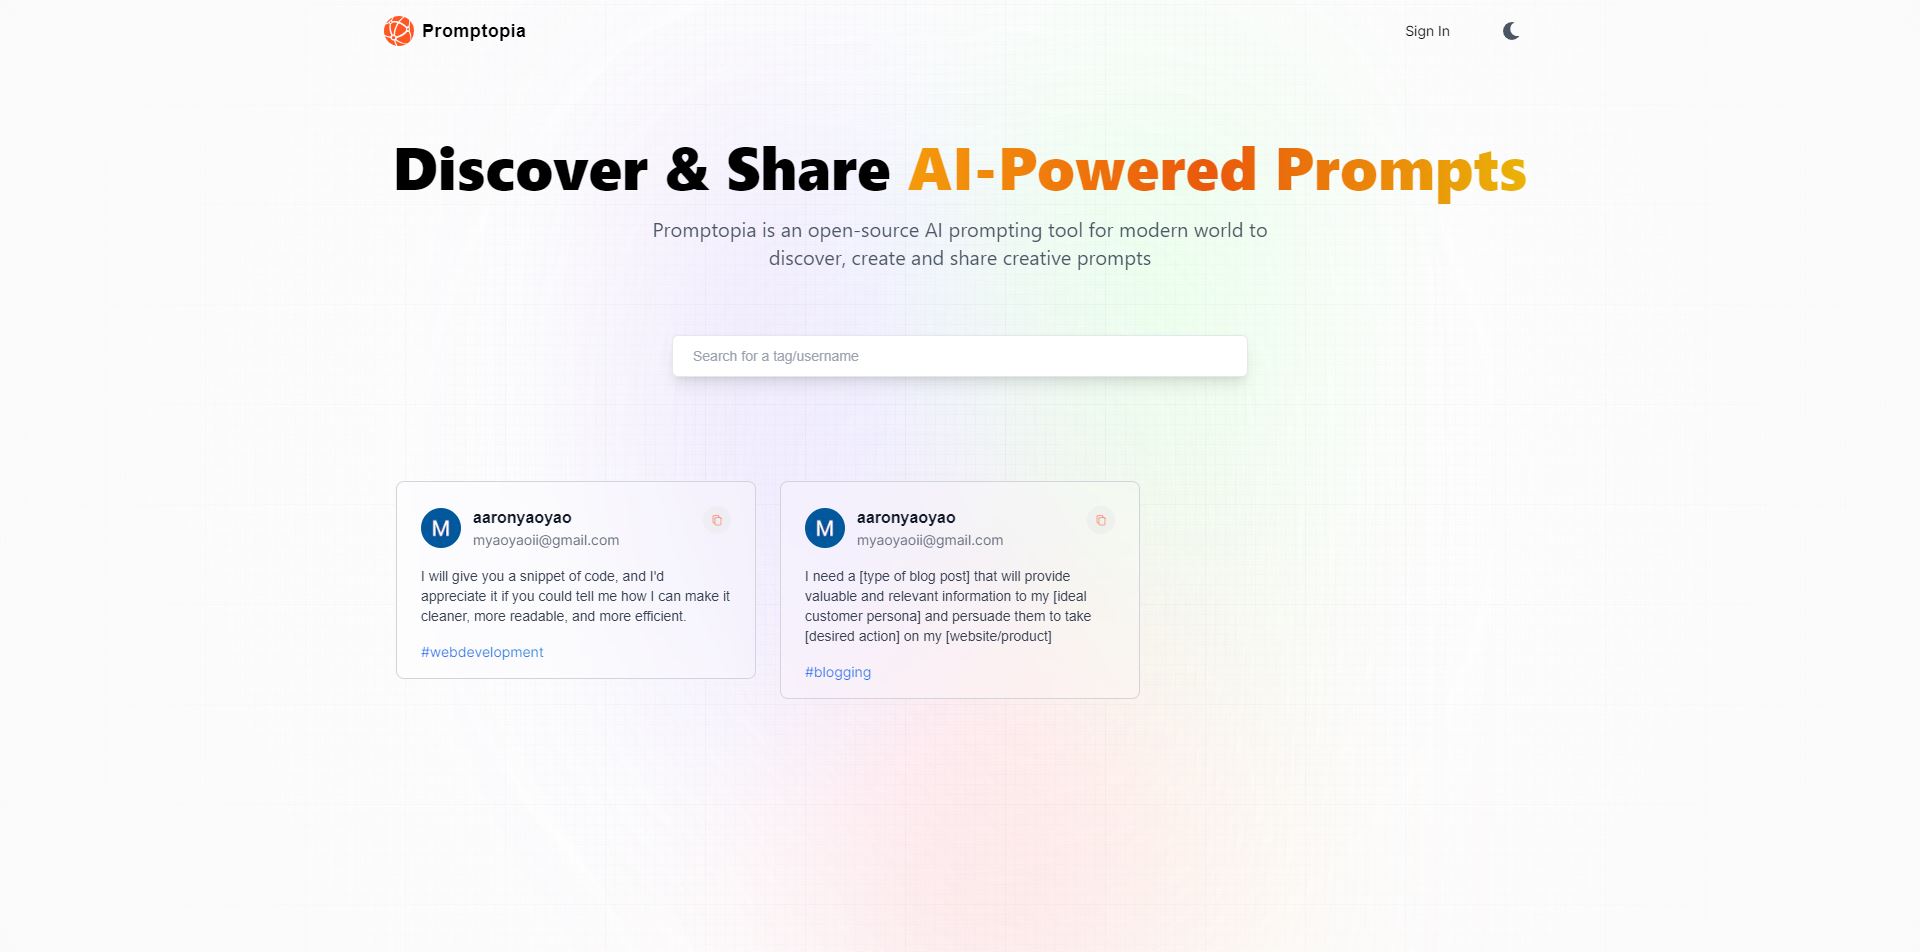 Promptopia
Sign In
Discover & Share AI-Powered Prompts
Promptopia is an open-source AI prompting tool for modern world to
discover, create and share creative prompts
Search for a tag/username
M
aaronyaoyao
myaoyaoii@gmail.com
I will give you a snippet of code, and I'd
appreciate it if you could tell me how I can make it
cleaner, more readable, and more efficient.
#webdevelopment
M
aaronyaoyao
myaoyaoii@gmail.com
I need a [type of blog post] that will provide
valuable and relevant information to my [ideal
customer persona] and persuade them to take
[desired action] on my [website/product]
#blogging